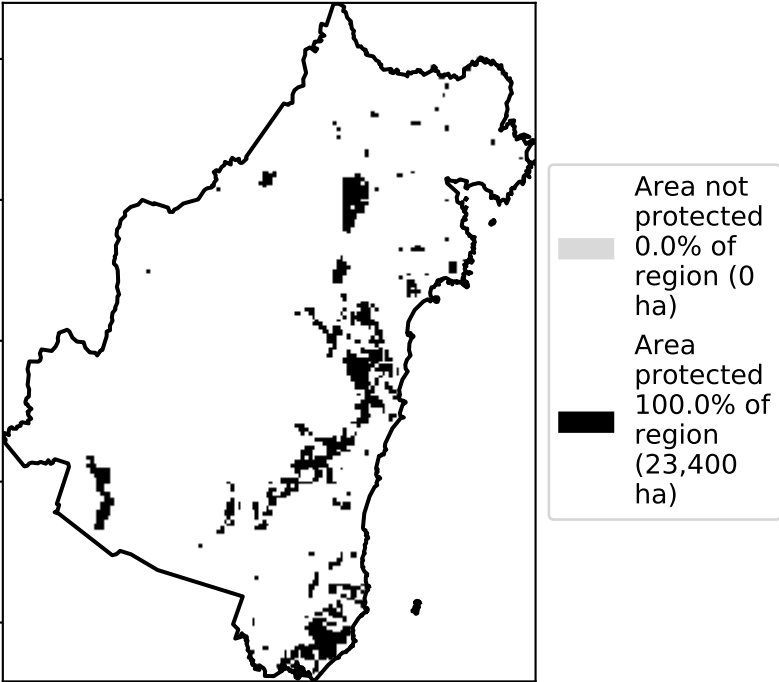 Area not
protected
0.0% of
region (0
ha)
Area
protected
100.0% of
region
(23,400
ha)